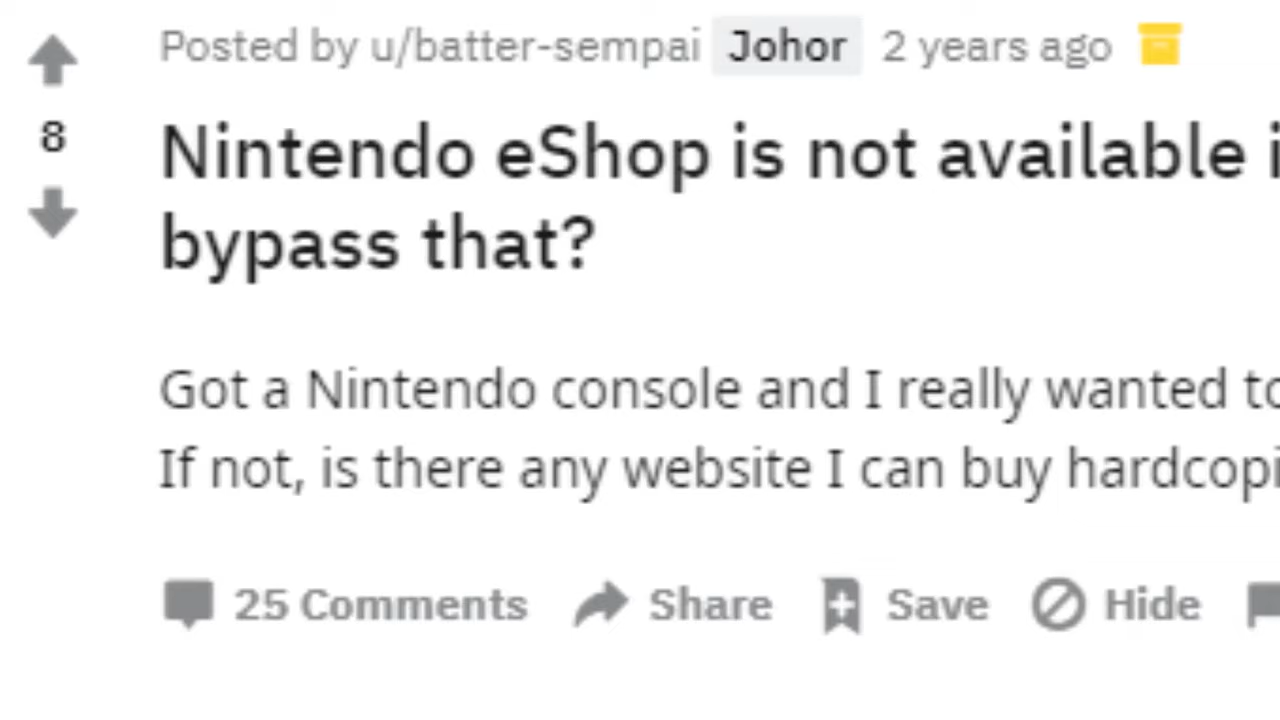 Posted by u/batter-sempai Johor 2 years ago
8
Nintendo eShop is not available
bypass that?
Got a Nintendo console and I really wanted
If not, is there any website I can buy
25 Comments Share Save Hide